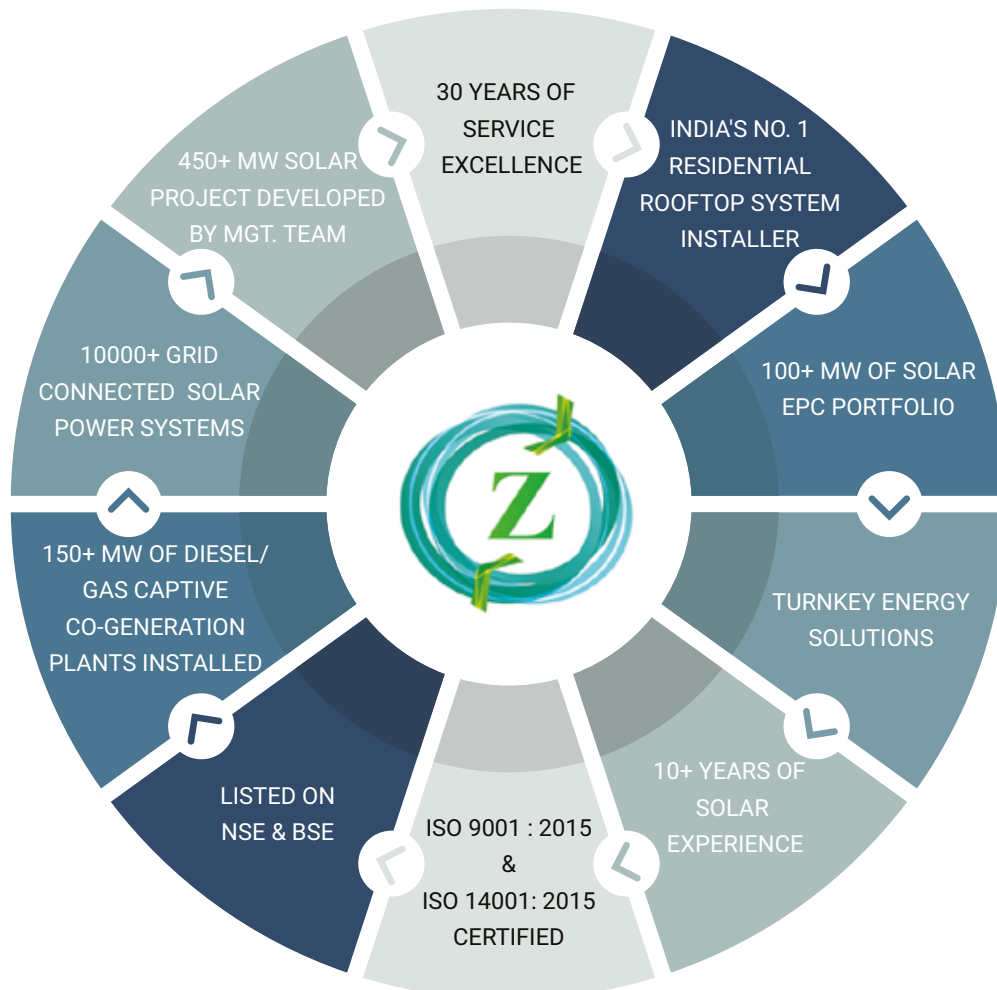 30 YEARS OF
SERVICE
EXCELLENCE
INDIA'S NO. 1
RESIDENTIAL
ROOFTOP SYSTEM
INSTALLER
100+ MW OF SOLAR
EPC PORTFOLIO
TURNKEY ENERGY
SOLUTIONS
10+ YEARS OF
SOLAR
EXPERIENCE
ISO 9001 : 2015
&
ISO 14001: 2015
CERTIFIED
LISTED ON
NSE & BSE
150+ MW OF DIESEL/
GAS CAPTIVE
CO-GENERATION
PLANTS INSTALLED
10000+ GRID
CONNECTED  SOLAR
POWER SYSTEMS
450+ MW SOLAR
PROJECT DEVELOPED
BY MGT. TEAM
Z